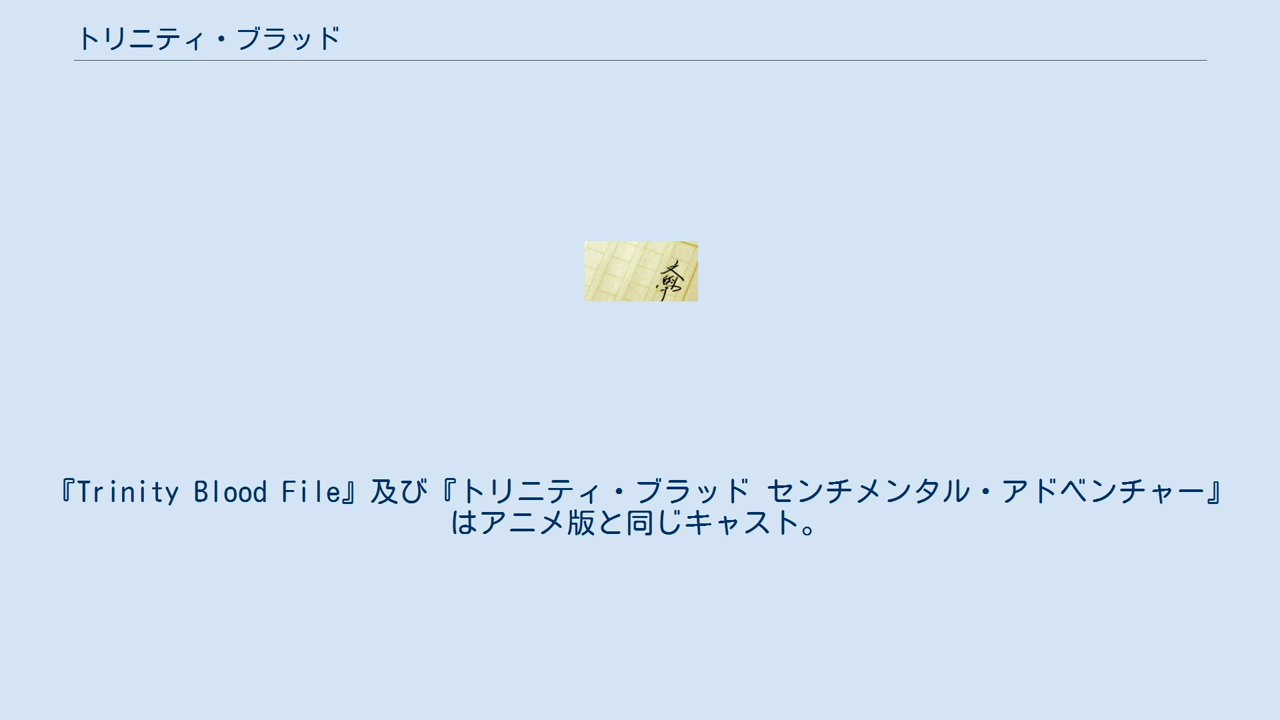 トリニティ・ブラッド
『Trinity Blood File』及び『トリニティ・ブラッド センチメンタル・アドベンチャー』
はアニメ版と同じキャスト。